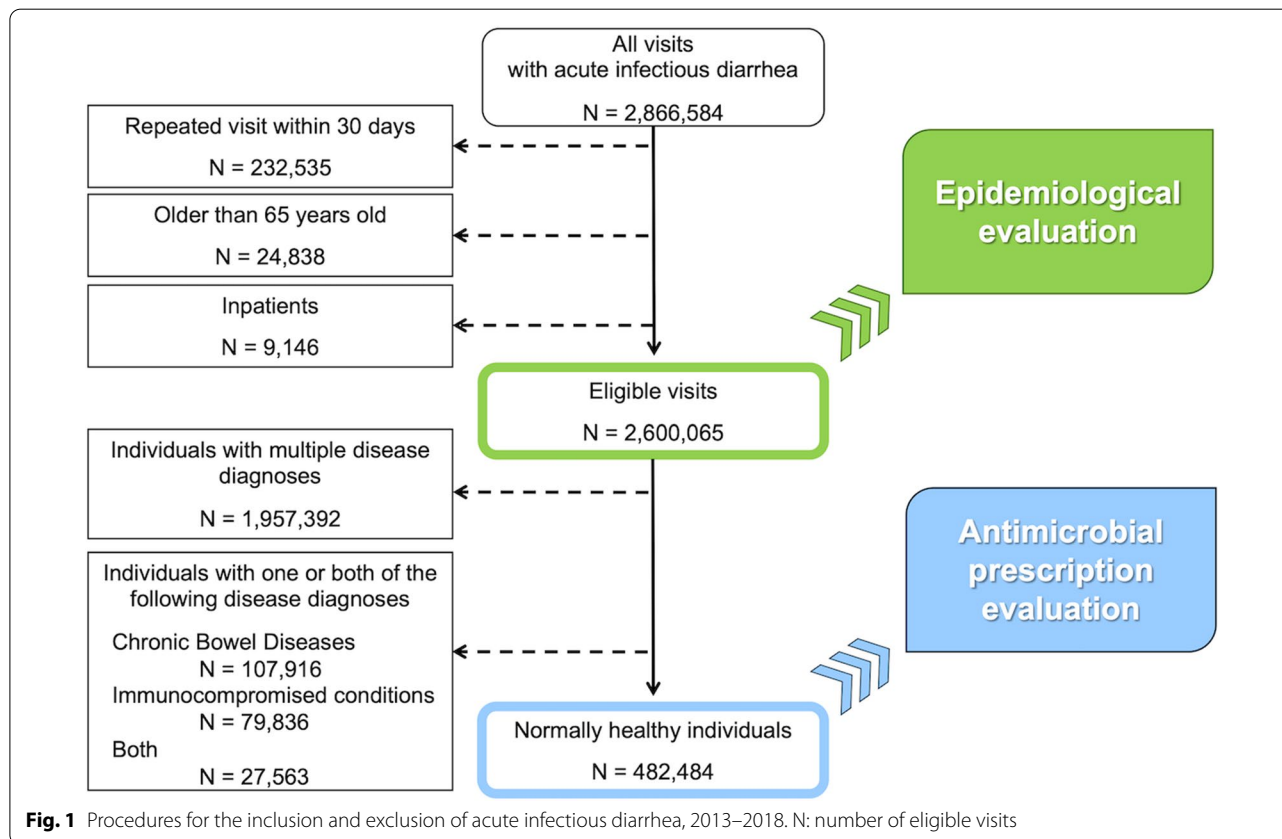 All visits
with acute infectious diarrhea
N = 2,866,584
Repeated visit within 30 days
N = 232,535
Older than 65 years old
N = 24,838
Inpatients
N = 9,146
Epidemiological
evaluation
Eligible visits
N = 2,600,065
Individuals with multiple disease
diagnoses
N = 1,957,392
Individuals with one or both of the
following disease diagnoses
Chronic Bowel Diseases
N = 107,916
Immunocompromised conditions
N = 79,836
Both
N = 27,563
Antimicrobial
prescription
evaluation
Normally healthy individuals
N = 482,484
Fig. 1 Procedures for the inclusion and exclusion of acute infectious diarrhea, 2013–2018. N: number of eligible visits